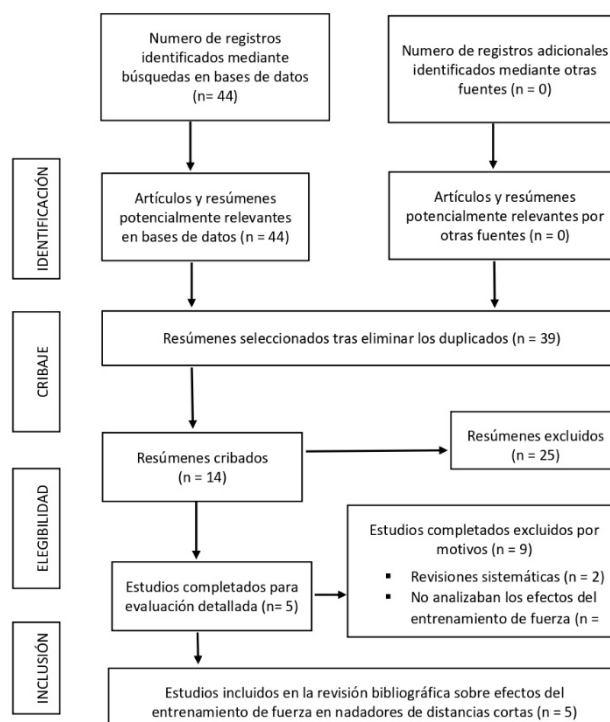 Numero de registros
identificados mediante
búsquedas en bases de datos
(n= 44)
Numero de registros adicionales
identificados mediante otras
fuentes (n = 0)
IDENTIFICACIÓN
Artículos y resúmenes
potencialmente relevantes
en bases de datos (n = 44)
Artículos y resúmenes
potencialmente relevantes por
otras fuentes (n = 0)
CRIBAJE
Resúmenes seleccionados tras eliminar los duplicados (n = 39)
Resúmenes cribados
(n = 14)
Resúmenes excluidos
(n = 25)
ELEGIBILIDAD
Estudios completados para
evaluación detallada (n= 5)
Estudios completados excluidos por
motivos (n = 9)
▪ Revisiones sistemáticas (n = 2)
▪ No analizaban los efectos del
entrenamiento de fuerza (n =
INCLUSIÓN
Estudios incluidos en la revisión bibliográfica sobre efectos del
entrenamiento de fuerza en nadadores de distancias cortas (n = 5)